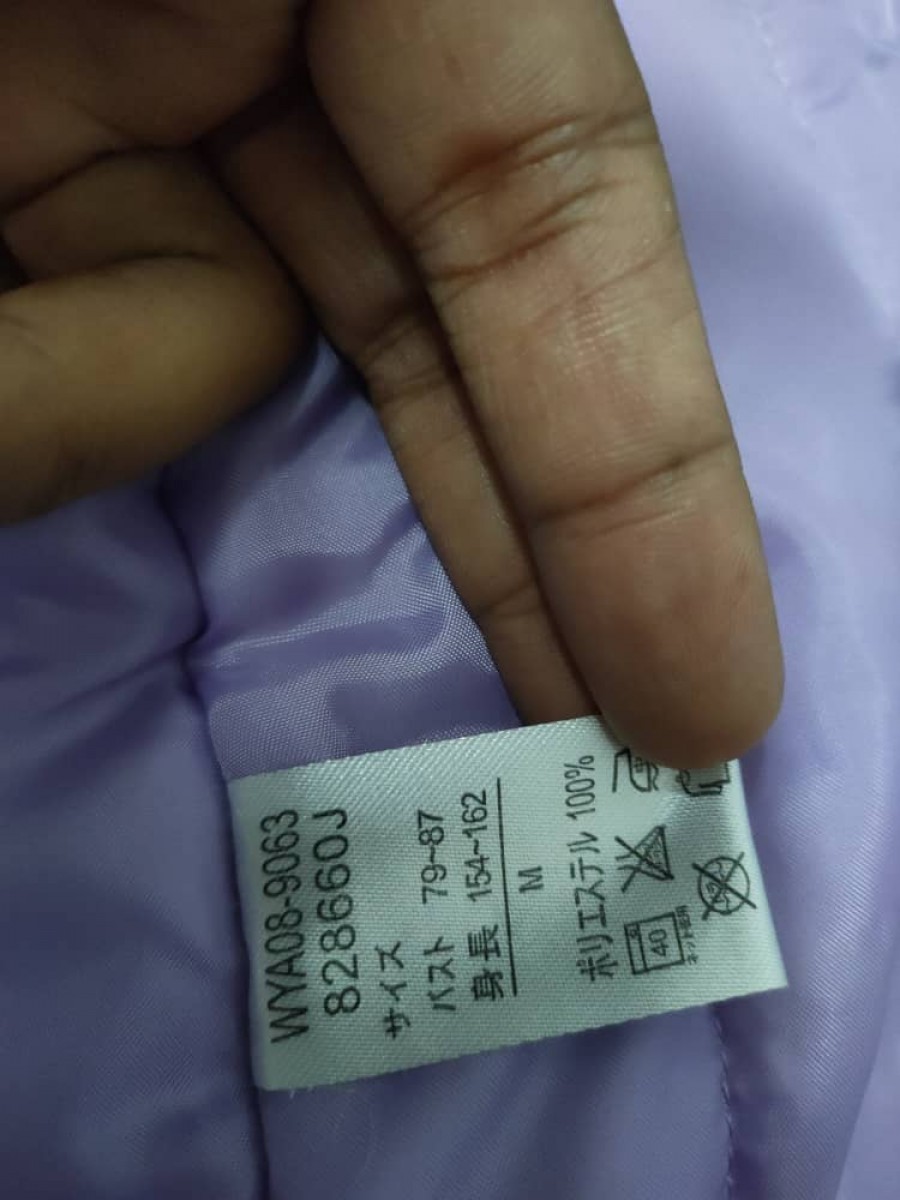 WYA08-9063
828660J
サイズ
バスト 79~87
身長 154~162
M
ポリエステル 100%
40